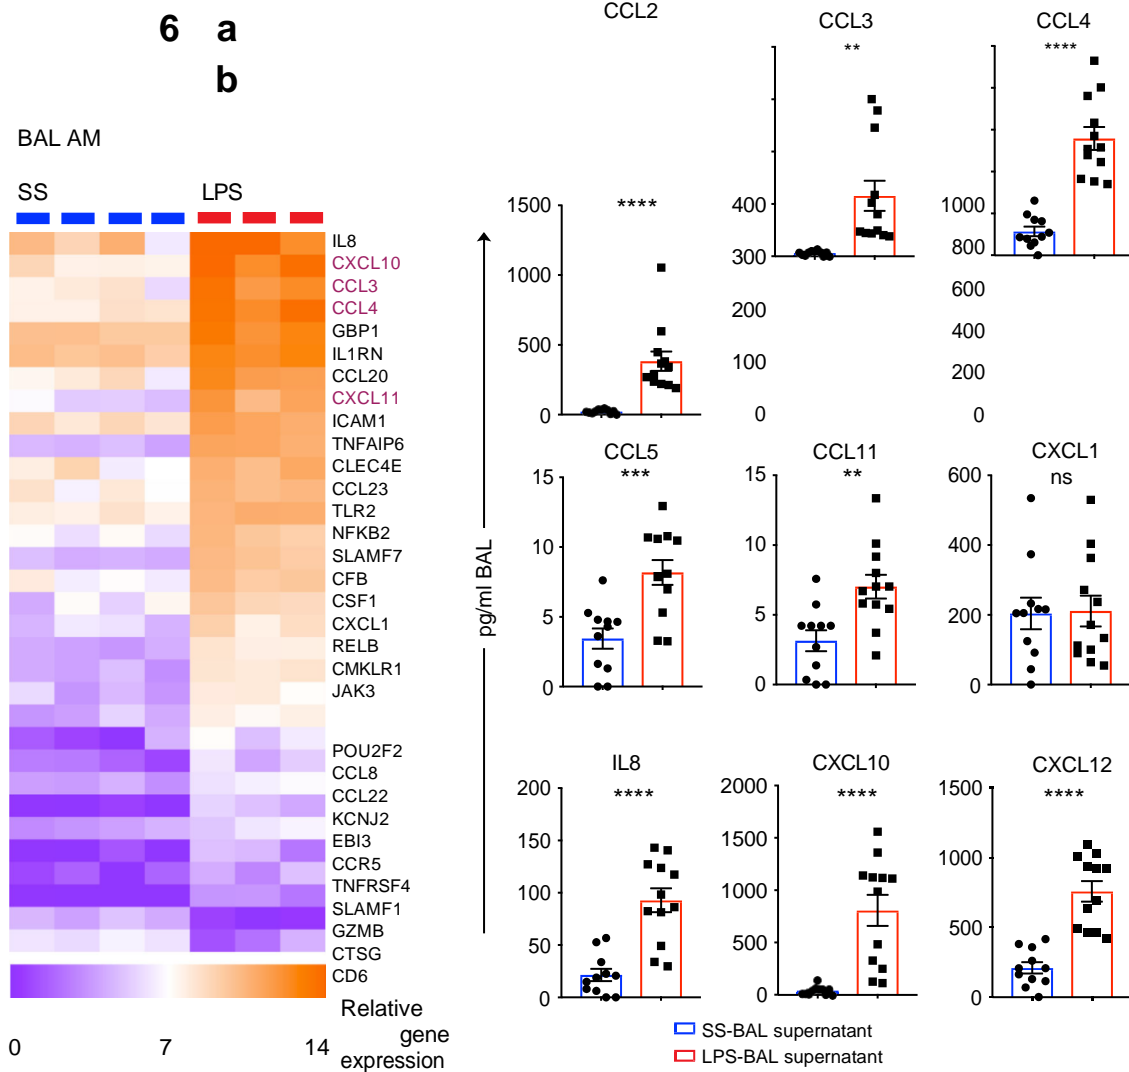 6 a
b
BAL AM
SS
LPS
IL8
CXCL10
CCL3
CCL4
GBP1
IL1RN
CCL20
CXCL11
ICAM1
TNFAIP6
CLEC4E
CCL23
TLR2
NFKB2
SLAMF7
CFB
CSF1
CXCL1
RELB
CMKLR1
JAK3
POU2F2
CCL8
CCL22
KCNJ2
EBI3
CCR5
TNFRSF4
SLAMF1
GZMB
CTSG
CD6
Relative
gene
expression
0 7 14
pg/ml BAL
CCL2
****
1500
1000
500
0
CCL3
**
400
300
200
100
0
CCL4
****
1000
800
600
400
200
0
CCL5
***
15
10
5
0
CCL11
**
15
10
5
0
CXCL1
ns
600
400
200
0
IL8
****
200
150
100
50
0
CXCL10
****
2000
1500
1000
500
0
CXCL12
****
1500
1000
500
0
SS-BAL supernatant
LPS-BAL supernatant